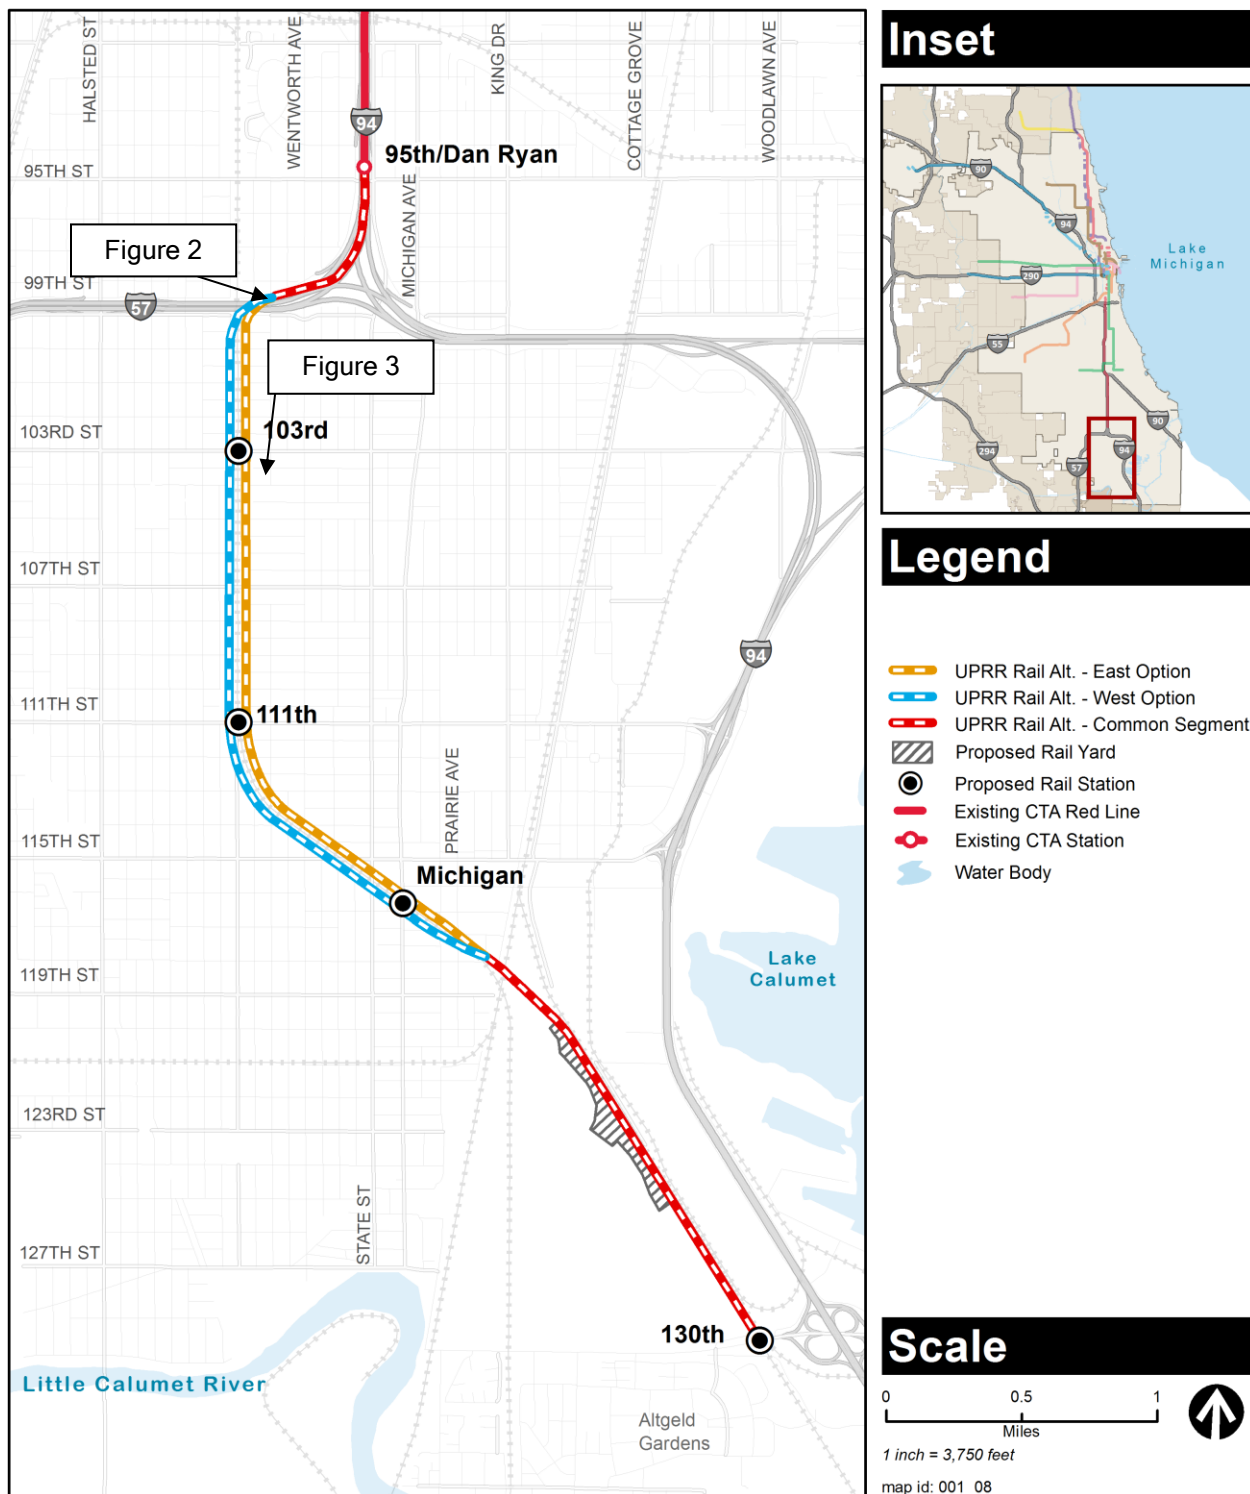 HALSTED ST
WENTWORTH AVE
KING DR
COTTAGE GROVE
WOODLAWN AVE
94
95th/Dan Ryan
95TH ST
MICHIGAN AVE
Figure 2
99TH ST
57
Figure 3
103RD ST
103rd
107TH ST
94
111TH ST
111th
PRAIRIE AVE
115TH ST
Michigan
119TH ST
Lake
Calumet
123RD ST
STATE ST
127TH ST
130th
Little Calumet River
Altgeld
Gardens
Inset
90
94
Lake
Michigan
290
55
90
294
57
94
Legend
UPRR Rail Alt. - East Option
UPRR Rail Alt. - West Option
UPRR Rail Alt. - Common Segment
Proposed Rail Yard
Proposed Rail Station
Existing CTA Red Line
Existing CTA Station
Water Body
Scale
0 0.5 1
Miles
1 inch = 3,750 feet
map id: 001_08